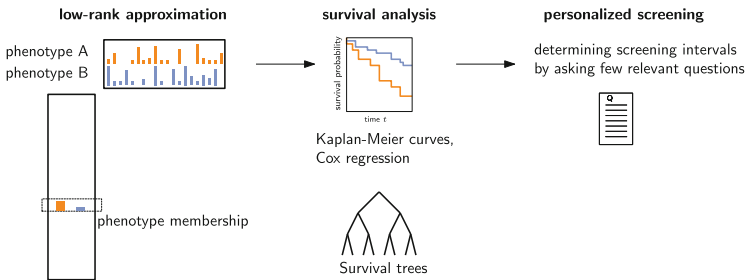 low-rank approximation
phenotype A
phenotype B
phenotype membership
survival analysis
survival probability
time t
Kaplan-Meier curves,
Cox regression
Survival trees
personalized screening
determining screening intervals
by asking few relevant questions
Q